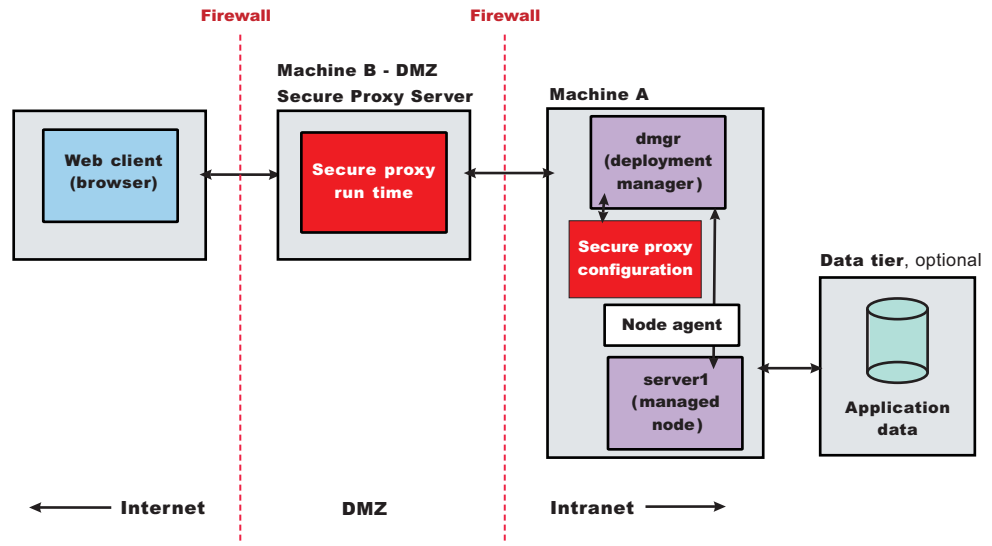 Firewall
Firewall
Machine B - DMZ
Secure Proxy Server
Machine A
Web client
(browser)
Secure proxy
run time
dmgr
(deployment
manager)
Secure proxy
configuration
Node agent
server1
(managed
node)
Data tier, optional
Application
data
Internet
DMZ
Intranet